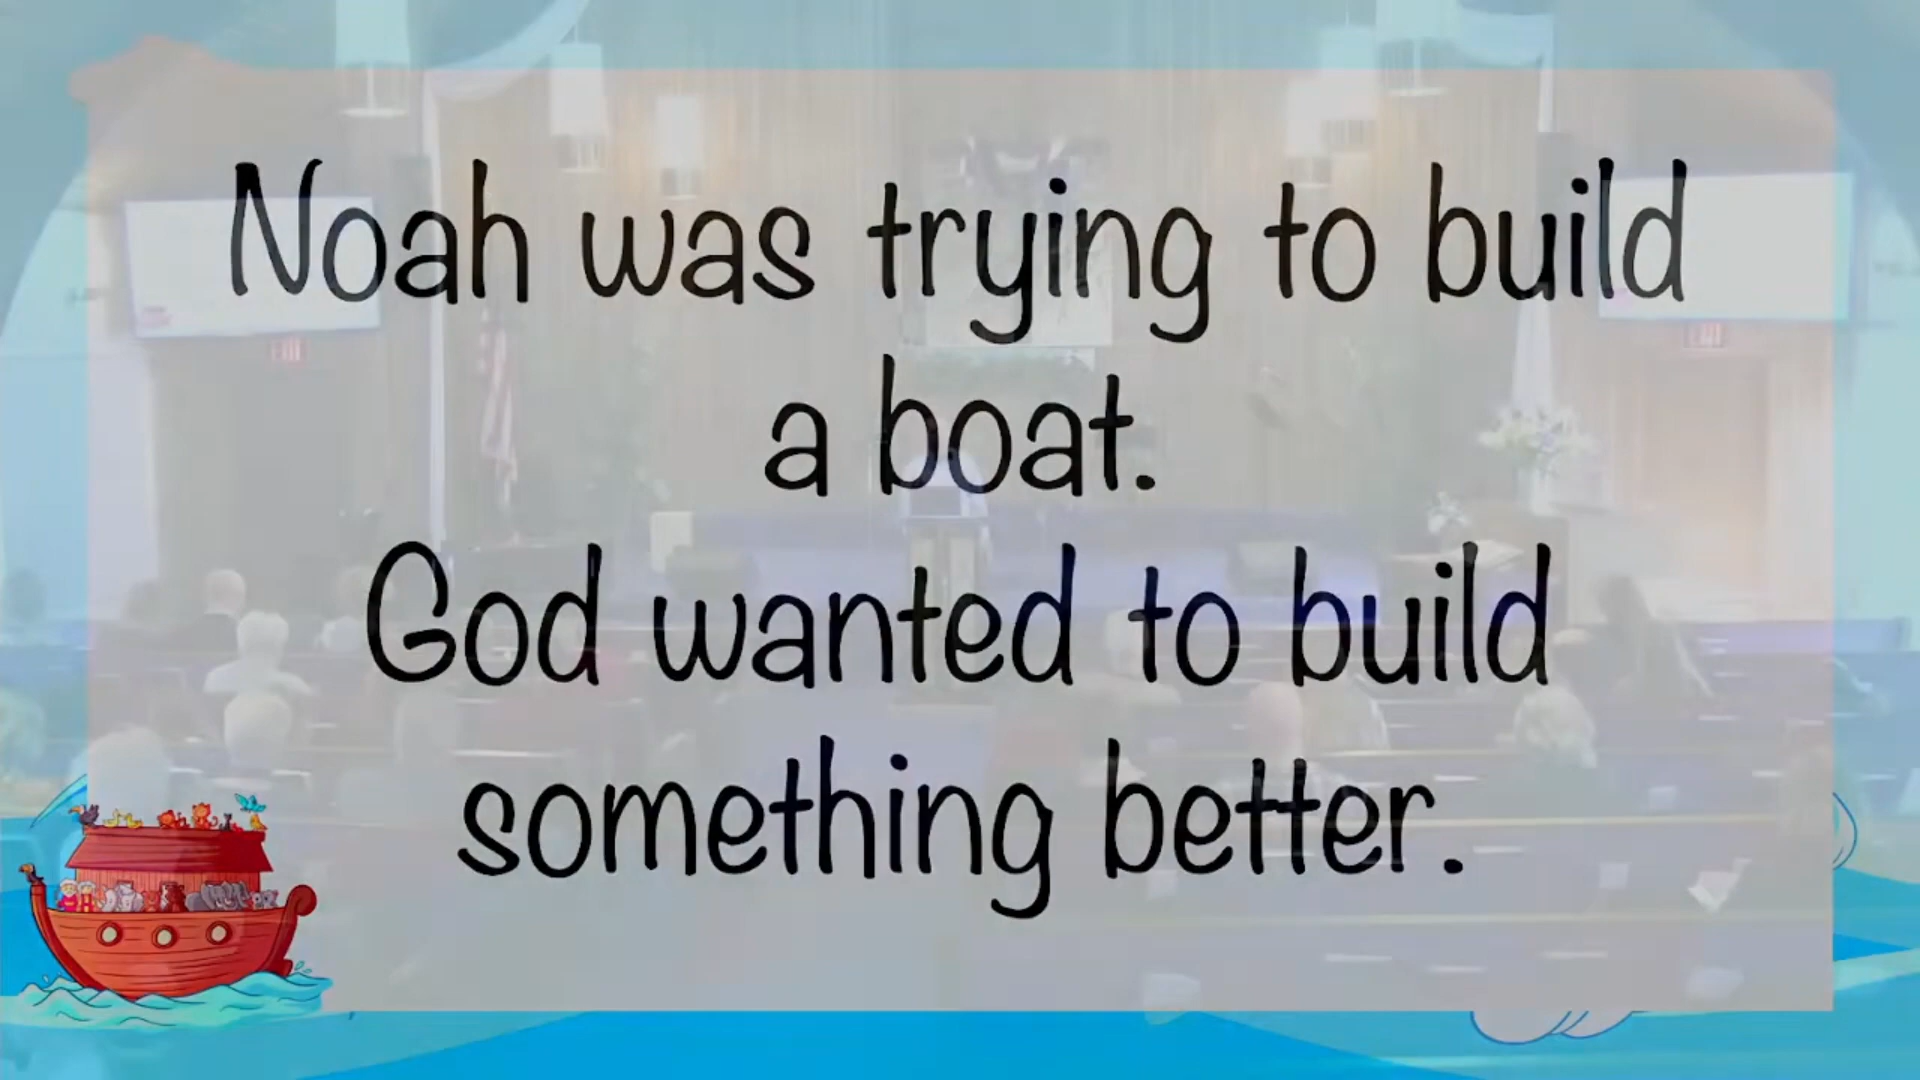 Noah was trying to build
a boat.
God wanted to build
something better.